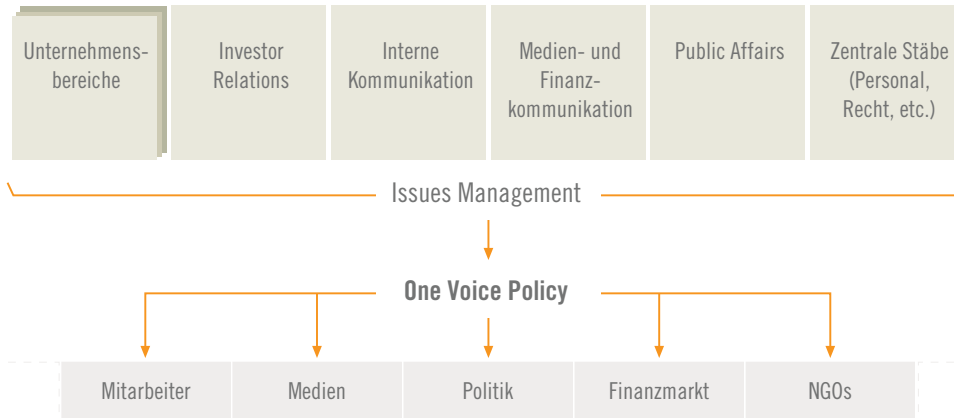 Unternehmens-
bereiche
Investor
Relations
Interne
Kommunikation
Medien- und
Finanz-
kommunikation
Public Affairs
Zentrale Stäbe
(Personal,
Recht, etc.)
Issues Management
One Voice Policy
Mitarbeiter
Medien
Politik
Finanzmarkt
NGOs